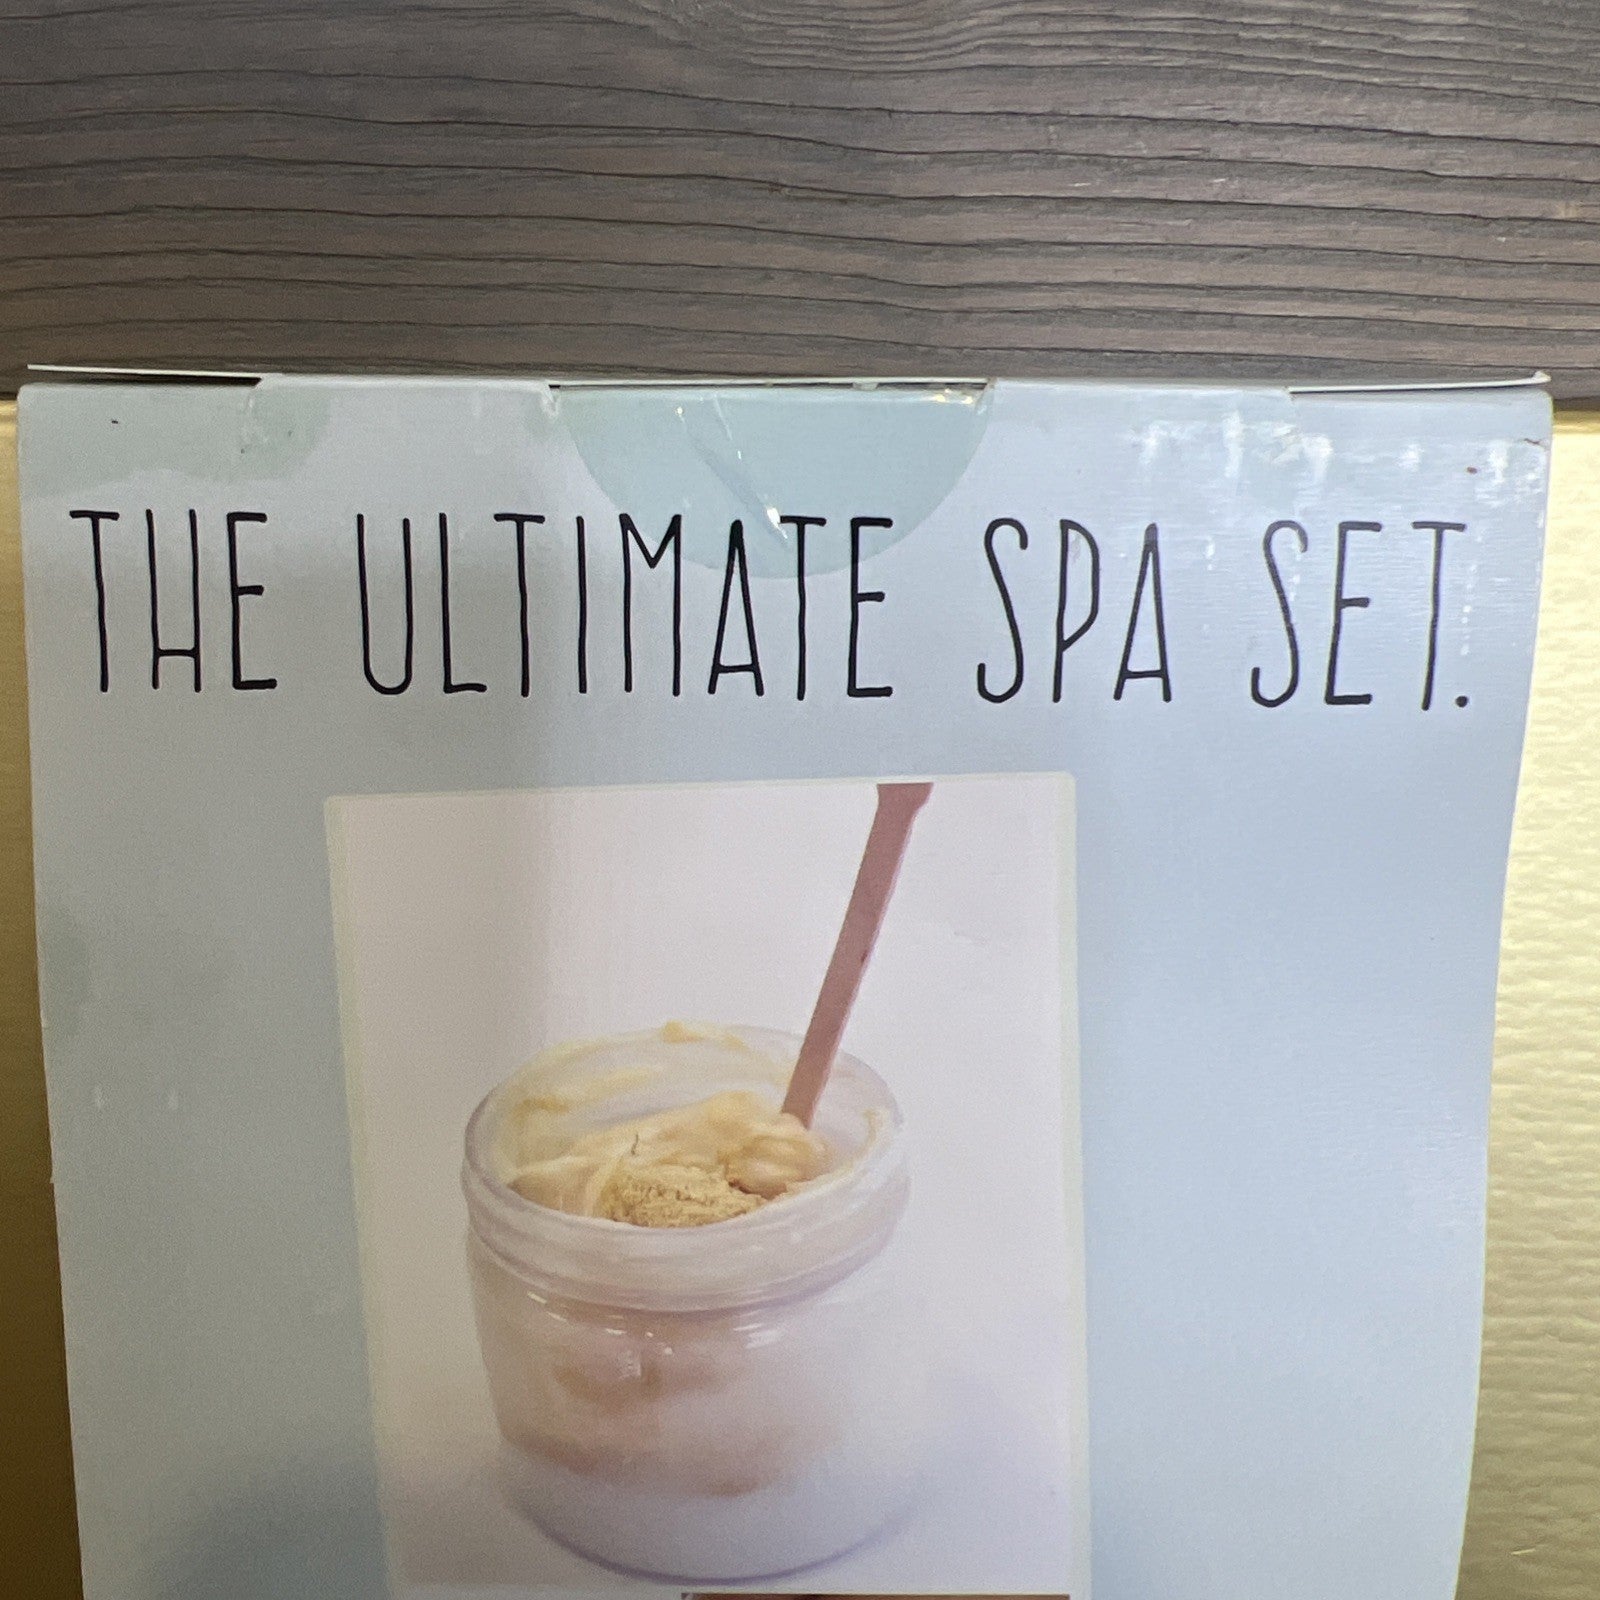 THE ULTIMATE SPA SET.